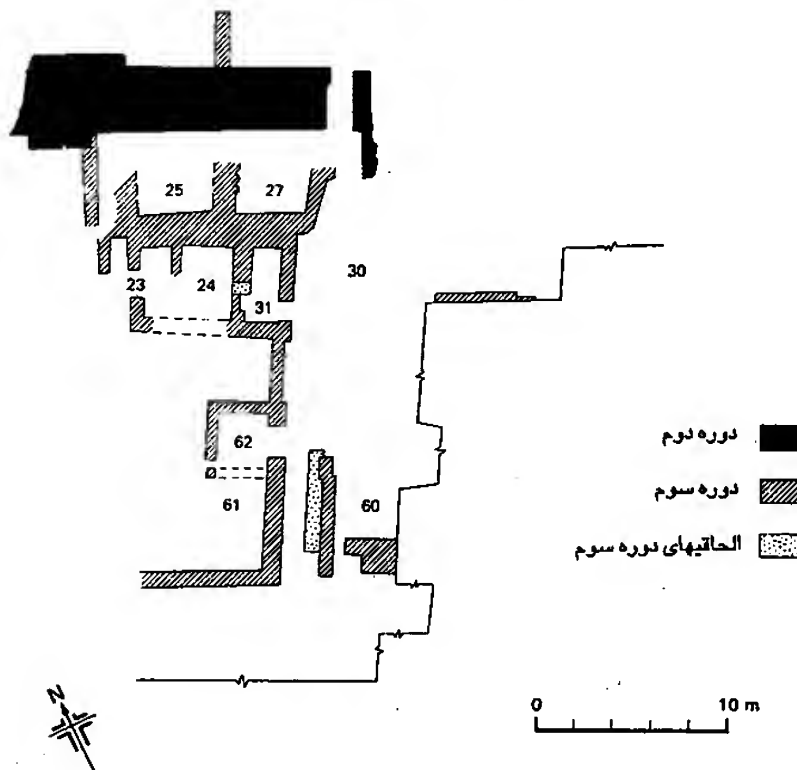 25 27
30
23 24
31
دوره دوم
62
دوره سوم
61 60
الحاقیهای دوره سوم
N
0 10 m